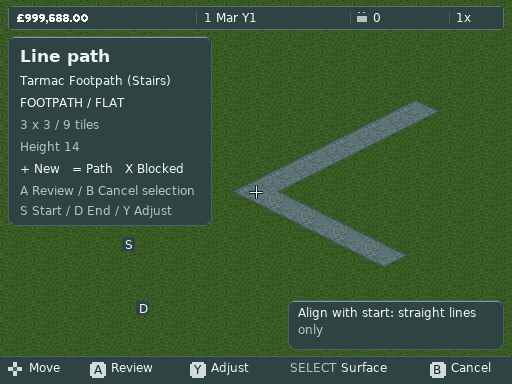 £999,688.00 1 Mar Y1 0 1x
Line path
Tarmac Footpath (Stairs)
FOOTPATH / FLAT
3 x 3 / 9 tiles
Height 14
+ New = Path X Blocked
A Review / B Cancel selection
S Start / D End / Y Adjust
S
D
Align with start: straight lines
only
Move A Review Y Adjust SELECT Surface B Cancel